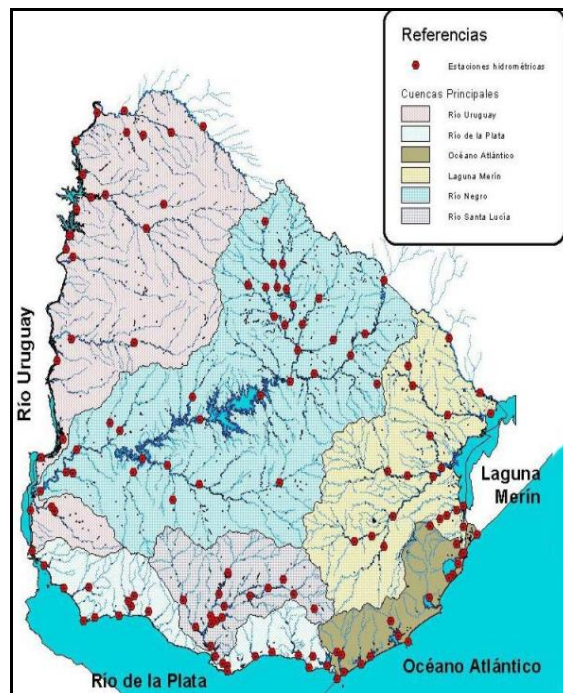 Referencias
Estaciones hidrométricas
Cuencas Principales
Río Uruguay
Río de la Plata
Océano Atlántico
Laguna Merín
Río Negro
Río Santa Lucía
Río Uruguay
Laguna
Merín
Océano Atlántico
Río de la Plata